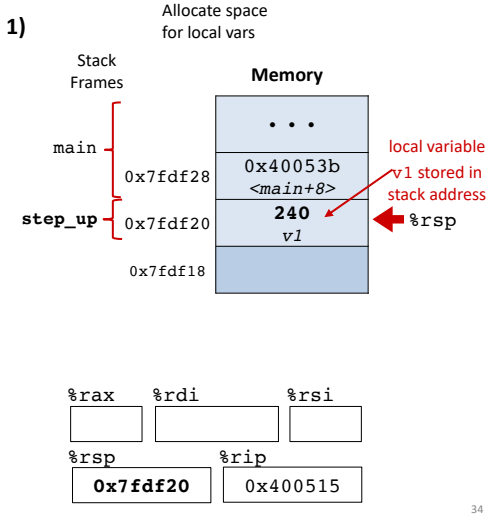 1)
Allocate space
for local vars
Stack
Frames
Memory
• • •
main
local variable
0x7fdf28
0x40053b
<main+8>
v1 stored in
stack address
step_up
0x7fdf20
240
v1
%rsp
0x7fdf18
%rax
%rdi
%rsi
%rsp
%rip
0x7fdf20
0x400515
34